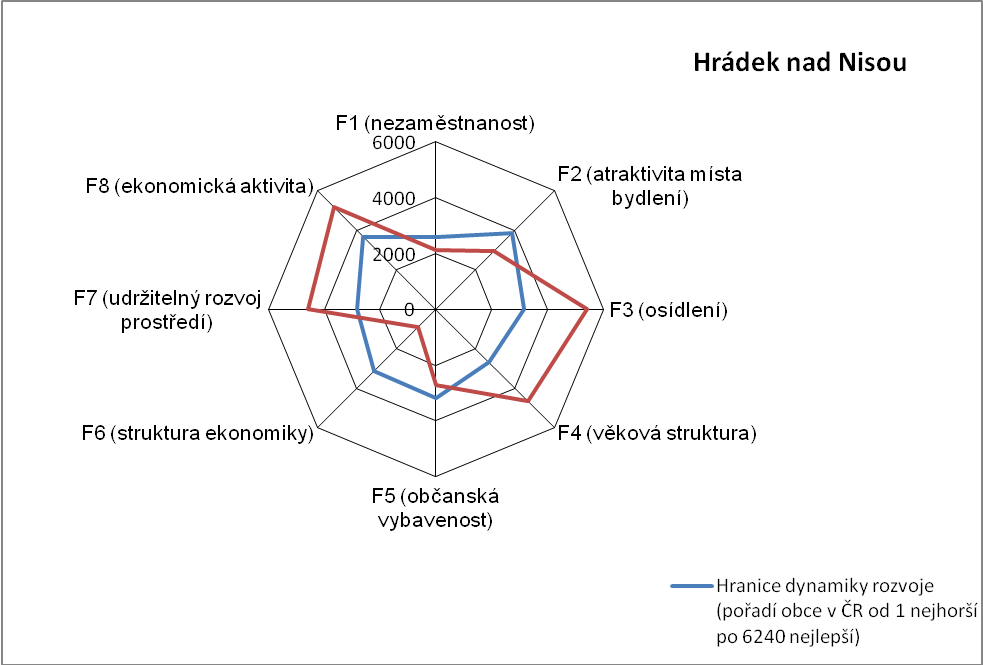 Hrádek nad Nisou
F1 (nezaměstnanost)
6000
F2 (atraktivita místa
bydlení)
F8 (ekonomická aktivita)
4000
2000
F7 (udržitelný rozvoj
prostředí)
0
F3 (osídlení)
F6 (struktura ekonomiky)
F4 (věková struktura)
F5 (občanská
vybavenost)
Hranice dynamiky rozvoje
(pořadí obce v ČR od 1 nejhorší
po 6240 nejlepší)